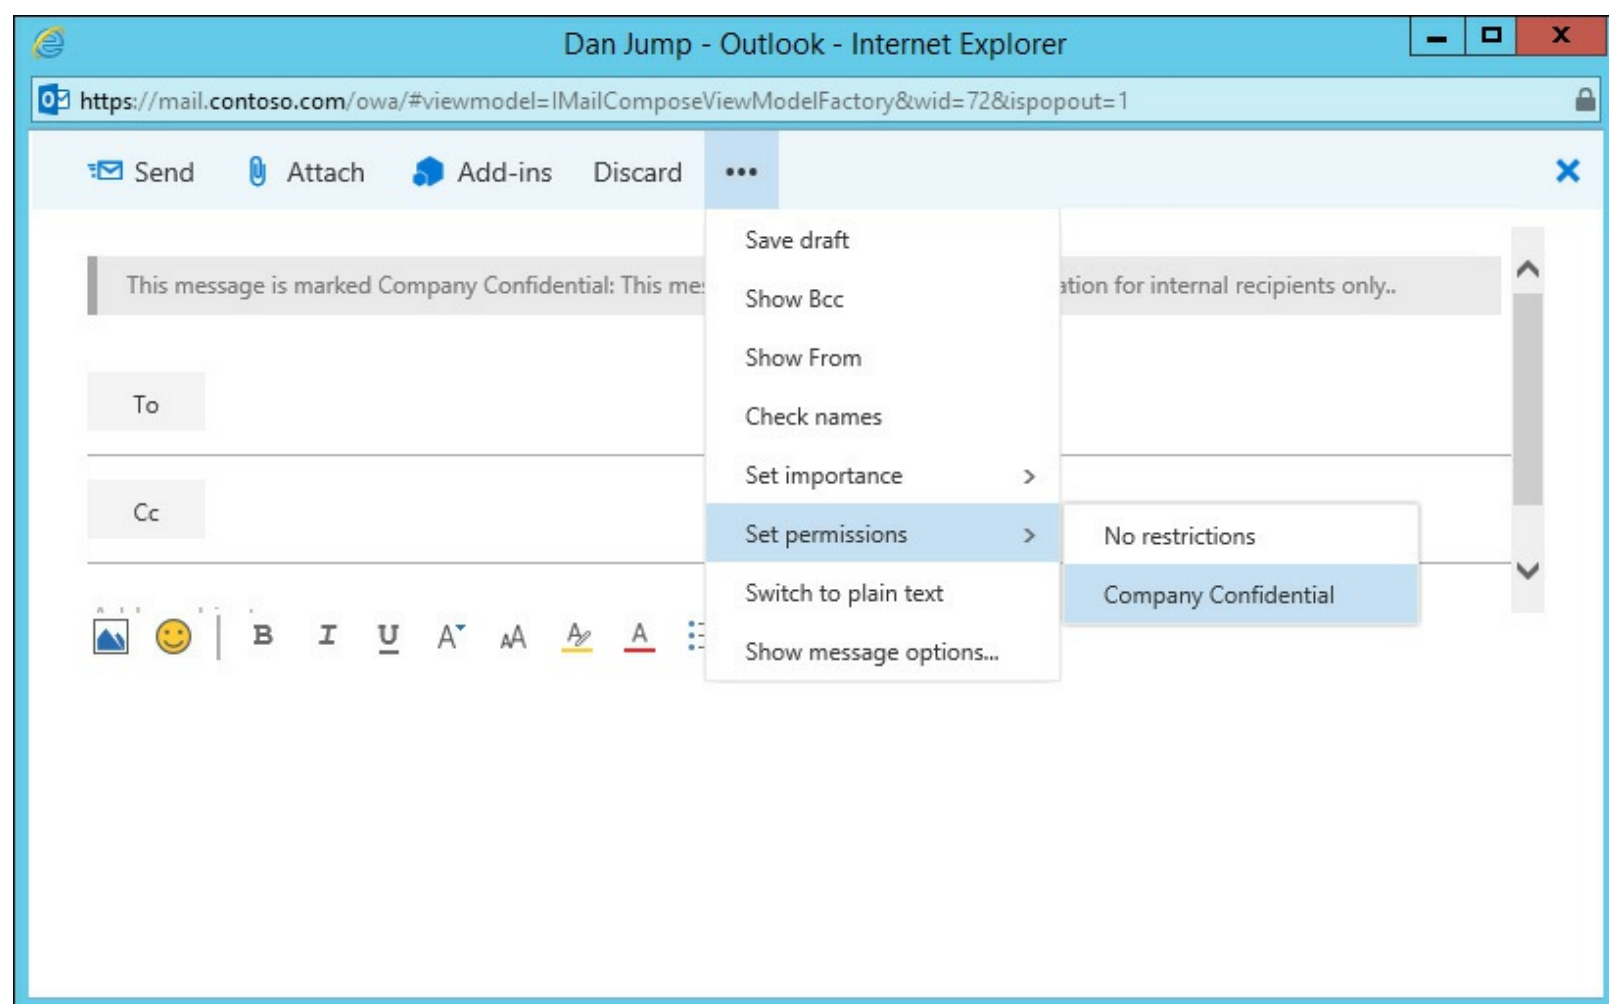 Dan Jump - Outlook - Internet Explorer
https://mail.contoso.com/owa/#viewmodel=IMailComposeViewModelFactory&wid=72&ispopout=1
Send Attach Add-ins Discard
This message is marked Company Confidential: This mes ation for internal recipients only..
To
Cc
B I U A AA A A
Save draft
Show Bcc
Show From
Check names
Set importance
Set permissions
Switch to plain text
Show message options...
No restrictions
Company Confidential